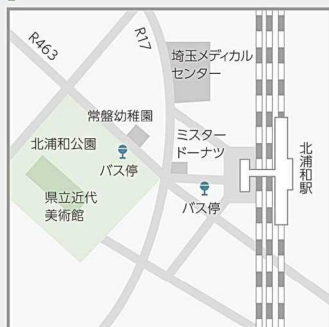 R463
R17
埼玉メディカル
センター
常盤幼稚園
ミスター
ドーナツ
北浦和公園
バス停
県立近代
美術館
バス停
北浦和駅